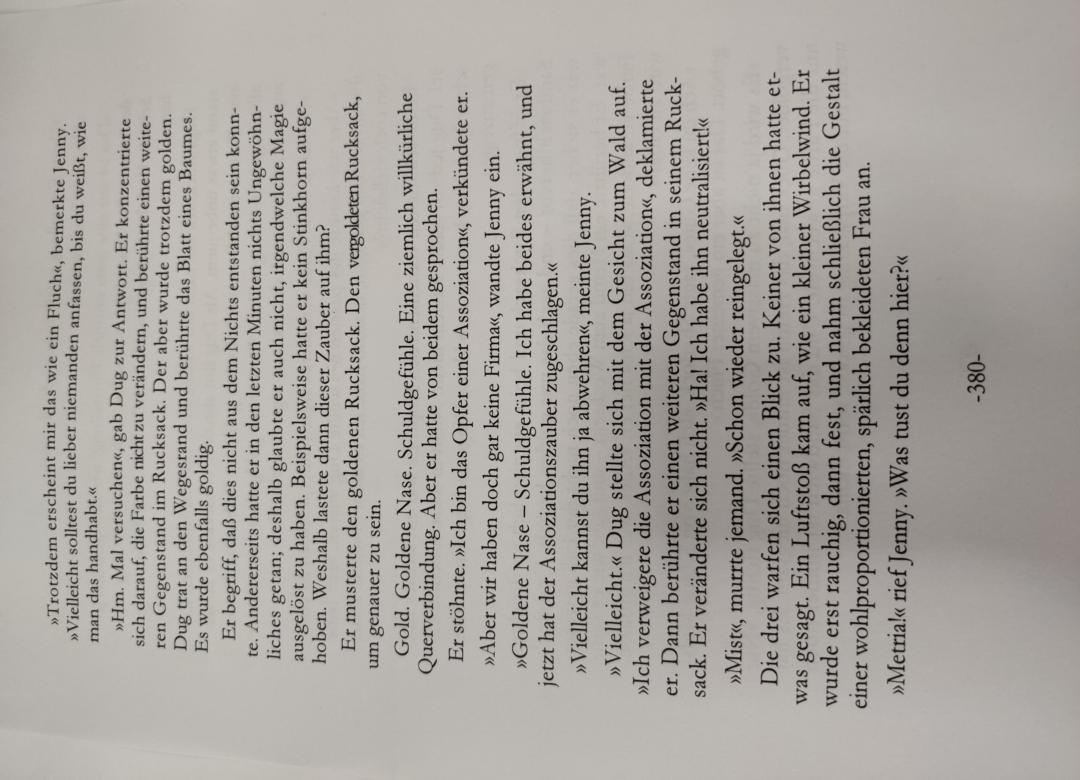 »Trotzdem erscheint mir das wie ein Fluch«, bemerkte Jenny.
»Vielleicht solltest du lieber niemanden anfassen, bis du weißt, wie
man das handhabt.«
»Hm. Mal versuchen«, gab Dug zur Antwort. Er konzentrierte
sich darauf, die Farbe nicht zu verändern, und berührte einen weite-
ren Gegenstand im Rucksack. Der aber wurde trotzdem golden.
Dug trat an den Wegesrand und berührte das Blatt eines Baumes.
Es wurde ebenfalls goldig.
Er begriff, daß dies nicht aus dem Nichts entstanden sein konn-
te. Andererseits hatte er in den letzten Minuten nichts Ungewöhn-
liches getan; deshalb glaubte er auch nicht, irgendwelche Magie
ausgelöst zu haben. Beispielsweise hatte er kein Stinkhorn aufge-
hoben. Weshalb lastete dann dieser Zauber auf ihm?
Er musterte den goldenen Rucksack. Den vergoldeten Rucksack,
um genauer zu sein.
Gold. Goldene Nase. Schuldgefühle. Eine ziemlich willkürliche
Querverbindung. Aber er hatte von beidem gesprochen.
Er stöhnte. »Ich bin das Opfer einer Assoziation«, verkündete er.
»Aber wir haben doch gar keine Firma«, wandte Jenny ein.
»Goldene Nase – Schuldgefühle. Ich habe beides erwähnt, und
jetzt hat der Assoziationszauber zugeschlagen.«
»Vielleicht kannst du ihn ja abwehren«, meinte Jenny.
»Vielleicht.« Dug stellte sich mit dem Gesicht zum Wald auf.
»Ich verweigere die Assoziation mit der Assoziation«, deklamierte
er. Dann berührte er einen weiteren Gegenstand in seinem Ruck-
sack. Er veränderte sich nicht. »Ha! Ich habe ihn neutralisiert!«
»Mist«, murrte jemand. »Schon wieder reingelegt.«
Die drei warfen sich einen Blick zu. Keiner von ihnen hatte et-
was gesagt. Ein Luftstoß kam auf, wie ein kleiner Wirbelwind. Er
wurde erst rauchig, dann fest, und nahm schließlich die Gestalt
einer wohlproportionierten, spärlich bekleideten Frau an.
»Metria!« rief Jenny. »Was tust du denn hier?«
-380-